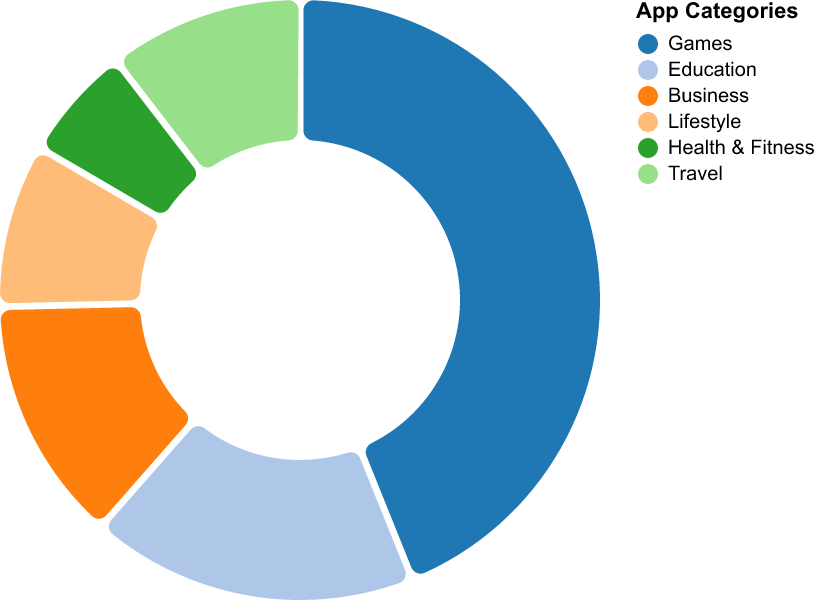 App Categories
Games
Education
Business
Lifestyle
Health & Fitness
Travel